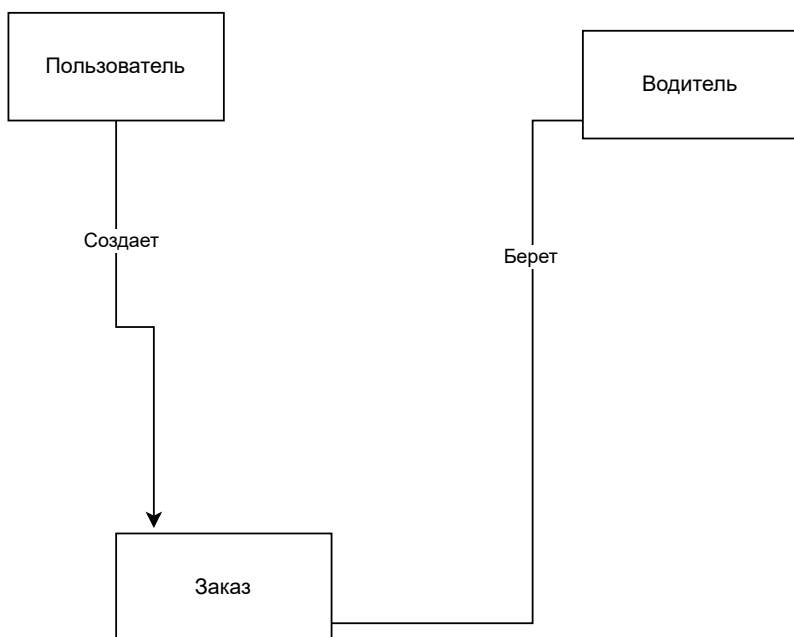 Пользователь
Водитель
Создает
Берет
Заказ